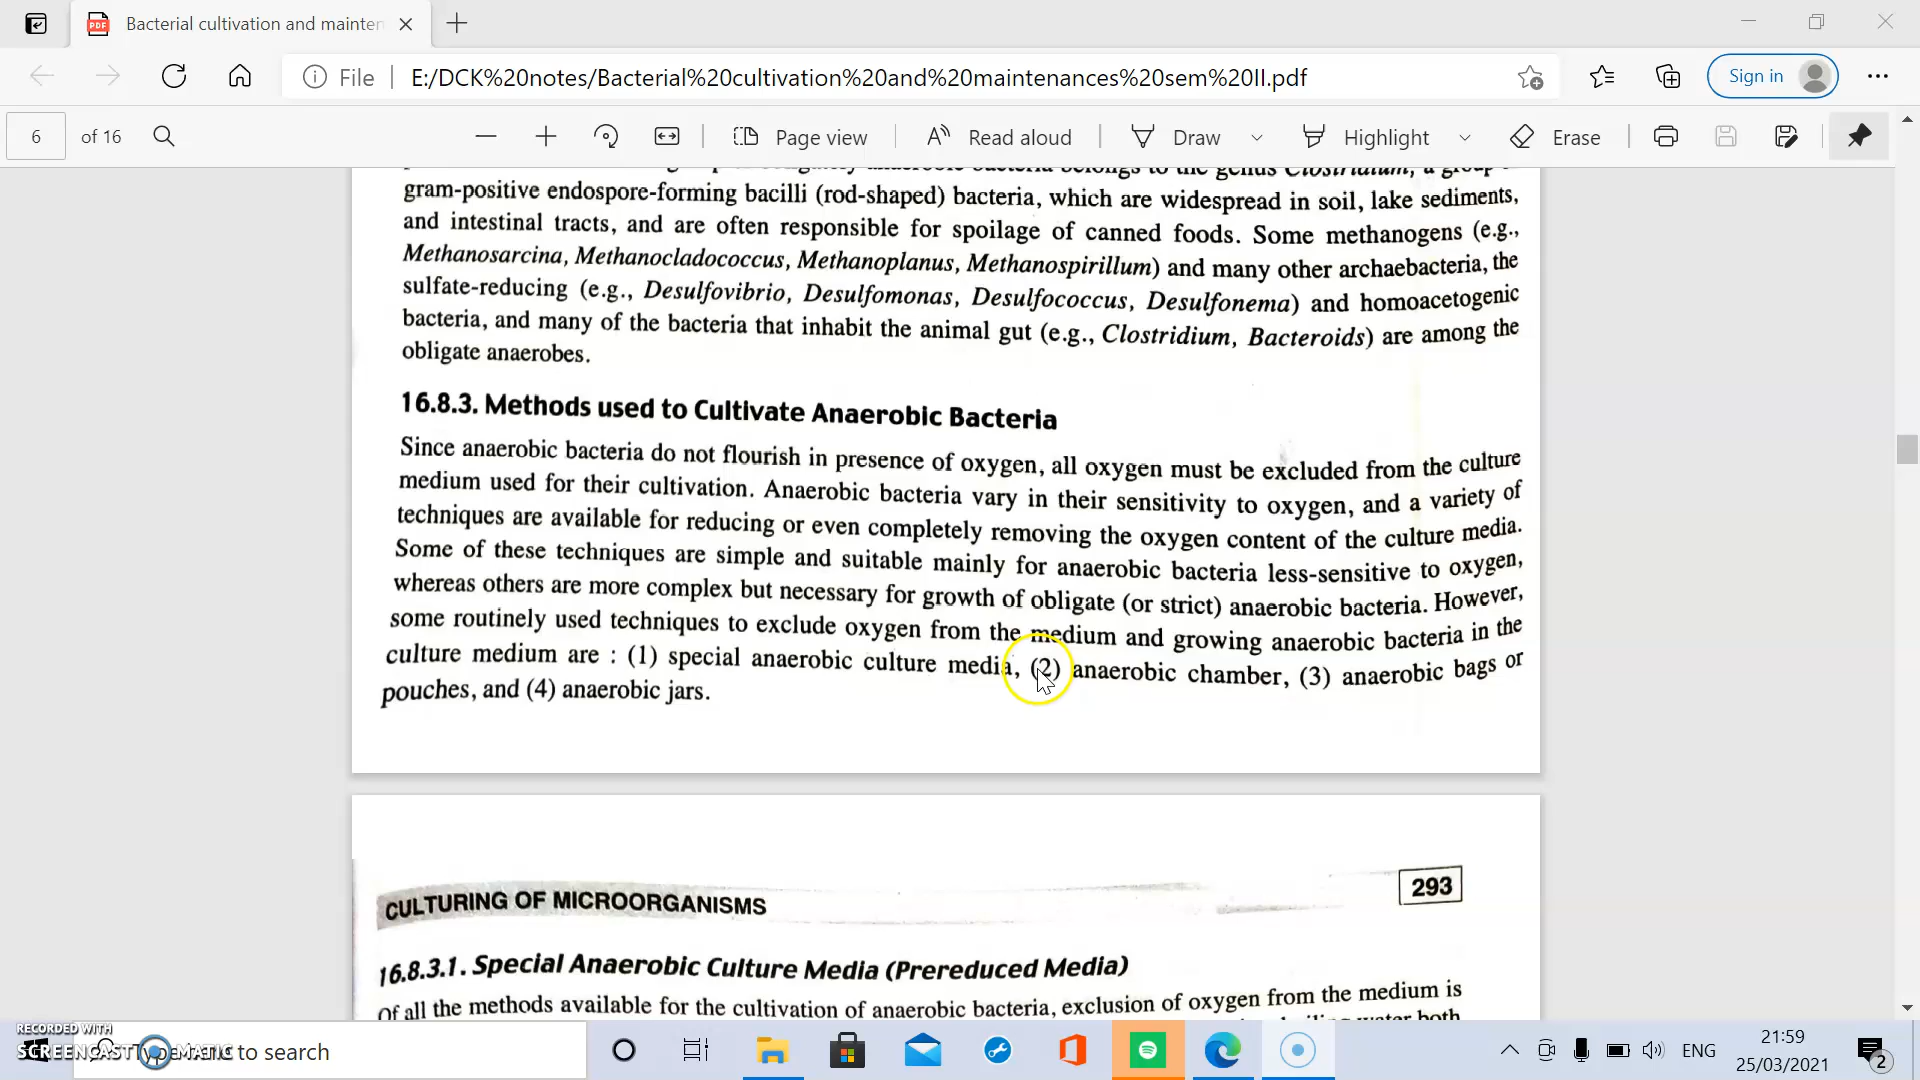 Bacterial cultivation and mainten
File
E:/DCK%20notes/Bacterial%20cultivation%20and%20maintenances%20sem%20II.pdf
Sign in
6 of 16
Page view
Read aloud
Draw
Highlight
Erase
gram-positive endospore-forming bacilli (rod-shaped) bacteria, which are widespread in soil, lake sediments,
and intestinal tracts, and are often responsible for spoilage of canned foods. Some methanogens (e.g.,
Methanosarcina, Methanocladococcus, Methanoplanus, Methanospirillum) and many other archaebacteria, the
sulfate-reducing (e.g., Desulfovibrio, Desulfomonas, Desulfococcus, Desulfonema) and homoacetogenic
bacteria, and many of the bacteria that inhabit the animal gut (e.g., Clostridium, Bacteroids) are among the
obligate anaerobes.
16.8.3. Methods used to Cultivate Anaerobic Bacteria
Since anaerobic bacteria do not flourish in presence of oxygen, all oxygen must be excluded from the culture
medium used for their cultivation. Anaerobic bacteria vary in their sensitivity to oxygen, and a variety of
techniques are available for reducing or even completely removing the oxygen content of the culture media.
Some of these techniques are simple and suitable mainly for anaerobic bacteria less-sensitive to oxygen,
whereas others are more complex but necessary for growth of obligate (or strict) anaerobic bacteria. However,
some routinely used techniques to exclude oxygen from the medium and growing anaerobic bacteria in the
culture medium are : (1) special anaerobic culture media, (2) anaerobic chamber, (3) anaerobic bags or
pouches, and (4) anaerobic jars.
CULTURING OF MICROORGANISMS
293
16.8.3.1. Special Anaerobic Culture Media (Prereduced Media)
Of all the methods available for the cultivation of anaerobic bacteria, exclusion of oxygen from the medium is
RECORDED WITH
SCREENCAST MATIC
to search
ENG
21:59
25/03/2021
2